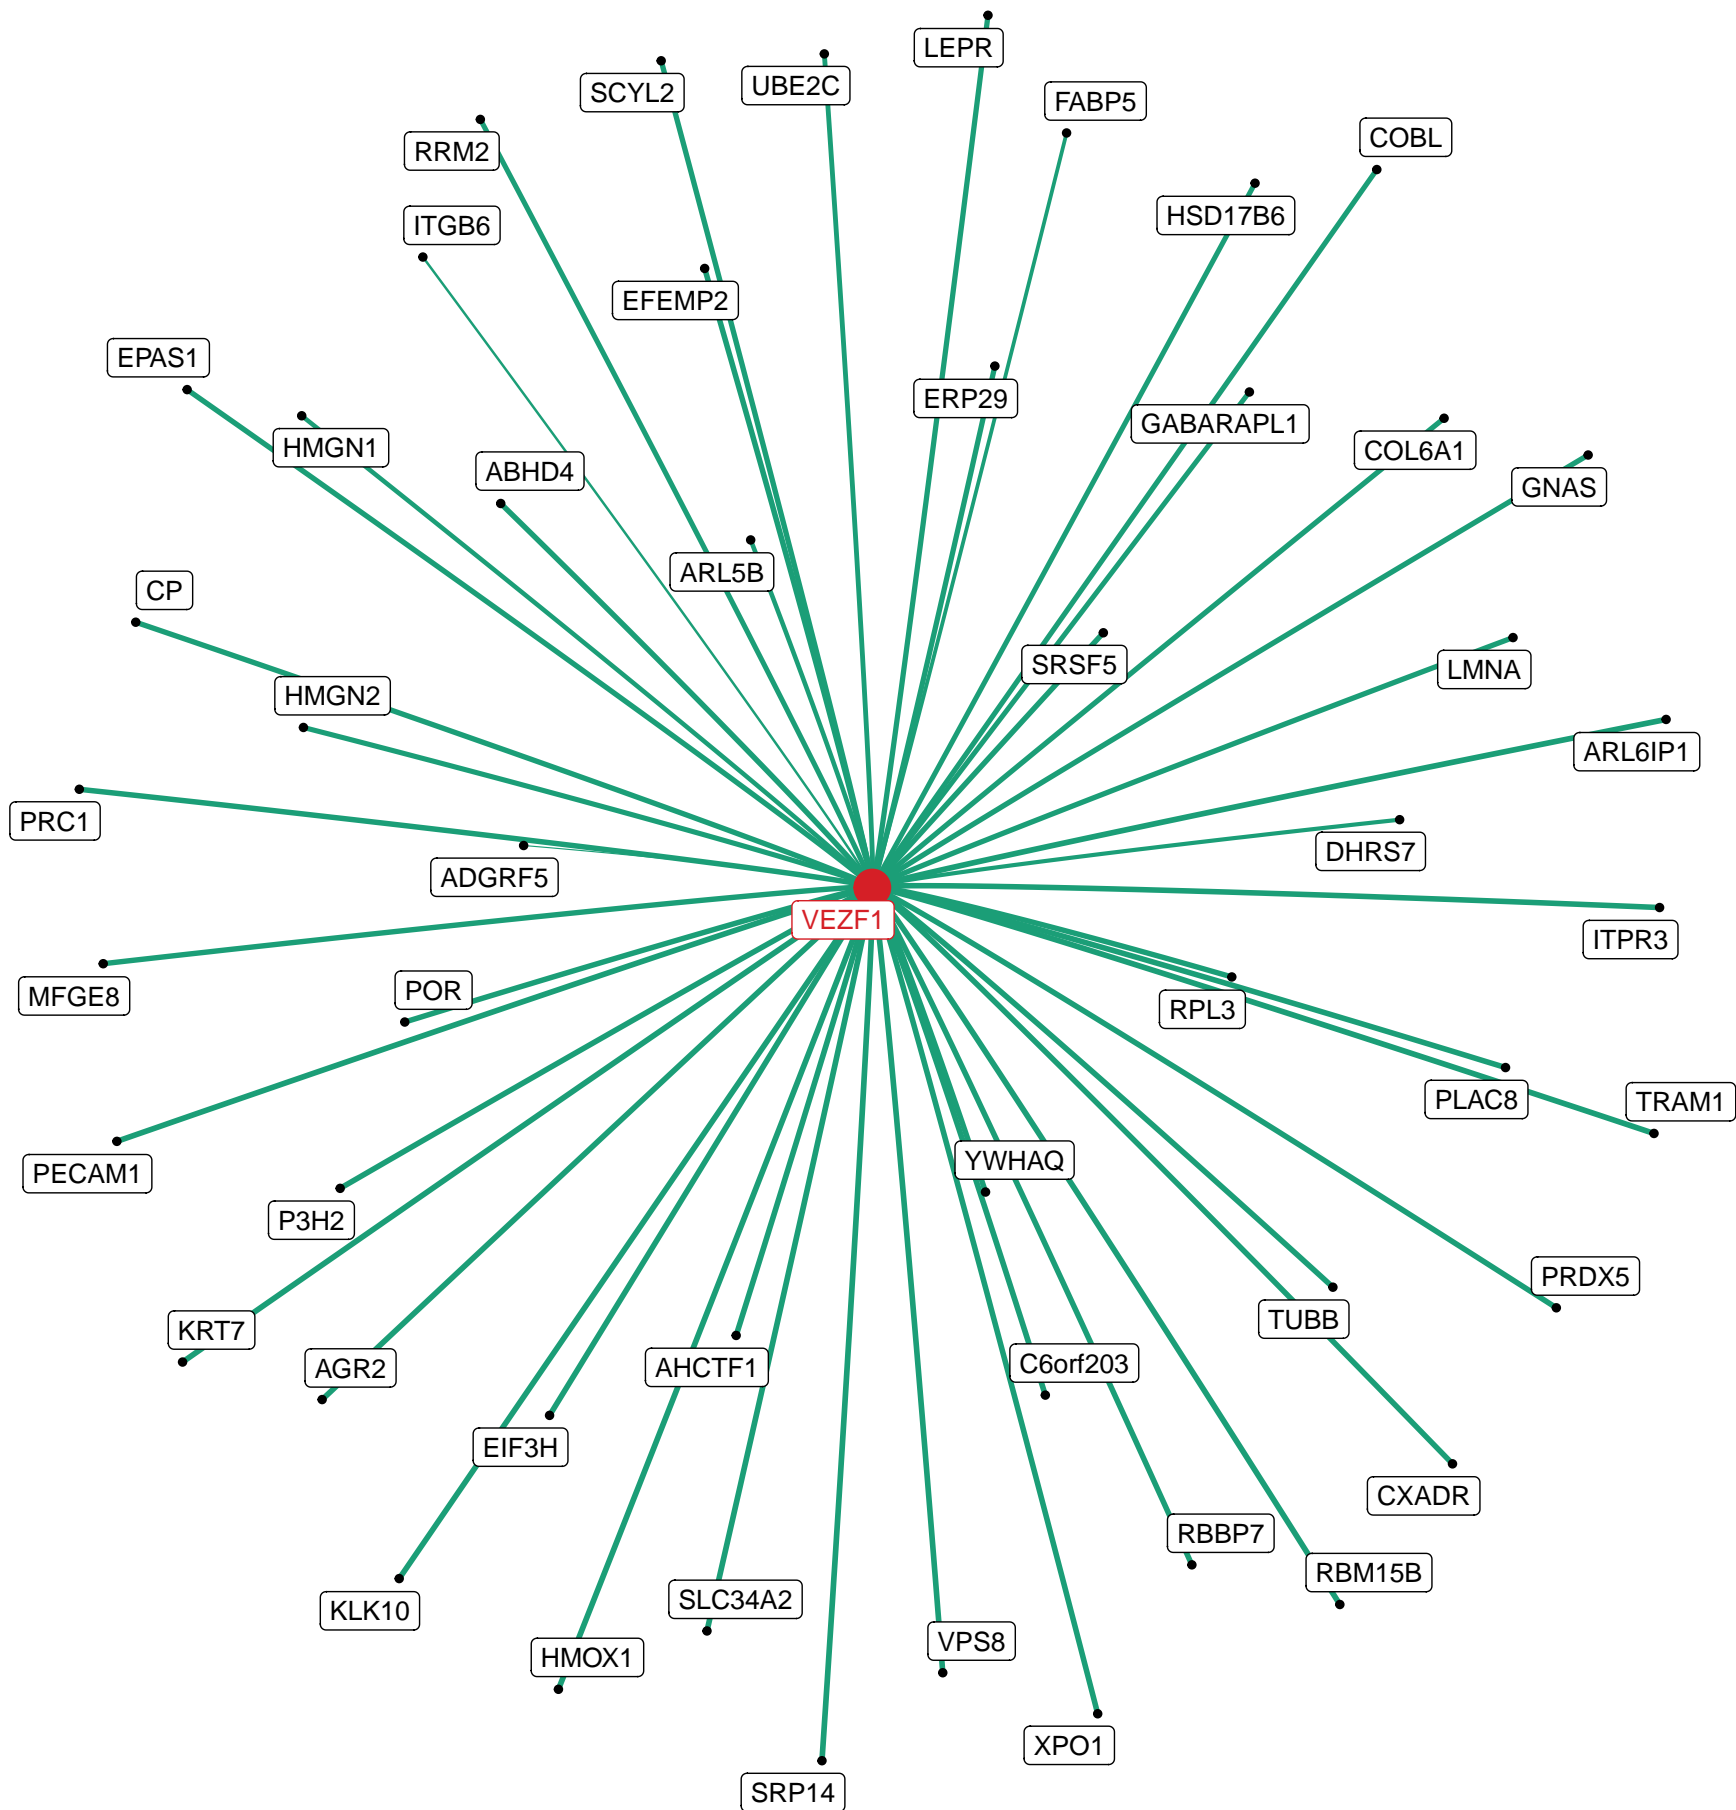 LEPR
UBE2C
SCYL2
FABP5
COBL
RRM2
HSD17B6
ITGB6
EFEMP2
EPAS1
ERP29
GABARAPL1
HMGN1
COL6A1
ABHD4
GNAS
ARL5B
CP
SRSF5
LMNA
HMGN2
ARL6IP1
PRC1
DHRS7
ADGRF5
VEZF1
ITPR3
POR
MFGE8
RPL3
PLAC8
TRAM1
YWHAQ
PECAM1
P3H2
PRDX5
TUBB
KRT7
C6orf203
AHCTF1
AGR2
EIF3H
CXADR
RBBP7
RBM15B
SLC34A2
KLK10
VPS8
HMOX1
XPO1
SRP14